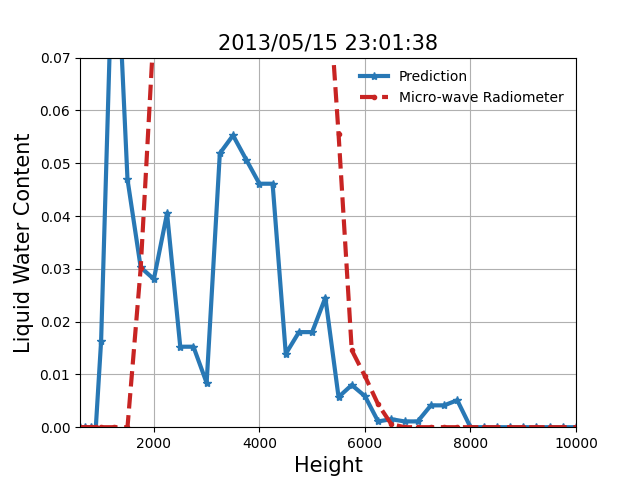 2013/05/15 23:01:38
Prediction
Micro-wave Radiometer
Liquid Water Content
0.07
0.06
0.05
0.04
0.03
0.02
0.01
0.00
2000 4000 6000 8000 10000
Height